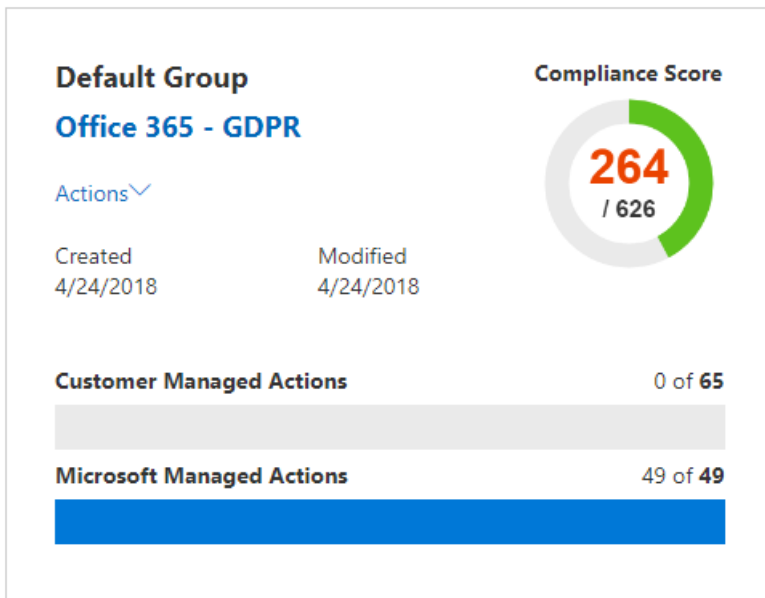 Default Group
Compliance Score
Office 365 - GDPR
264
/ 626
Actions
Created
Modified
4/24/2018
4/24/2018
Customer Managed Actions
0 of 65
Microsoft Managed Actions
49 of 49